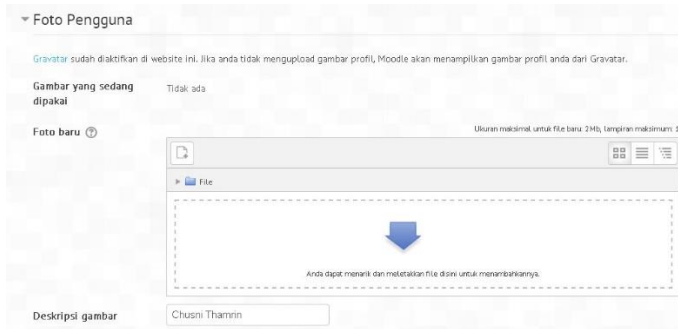 Foto Pengguna
Gravatar sudah diaktifkan di website ini. Jika anda tidak mengupload gambar profil, Moodle akan menampilkan gambar profil anda dari Gravatar.
Gambar yang sedang dipakai
Tidak ada
Foto baru
Ukuran maksimal untuk file baru: 2Mb, lampiran maksimum: 1
File
Anda dapat menarik dan meletakkan file disini untuk menambahkannya.
Deskripsi gambar
Chusni Thamrin